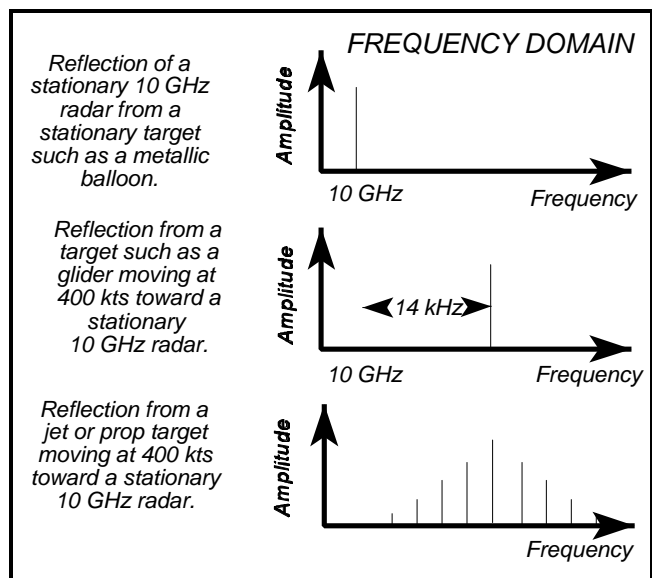 FREQUENCY DOMAIN
Reflection of a
stationary 10 GHz
radar from a
stationary target
such as a metallic
balloon.
Amplitude
10 GHz
Frequency
Reflection from a
target such as a
glider moving at
400 kts toward a
stationary
10 GHz radar.
Amplitude
14 kHz
10 GHz
Frequency
Reflection from a
jet or prop target
moving at 400 kts
toward a stationary
10 GHz radar.
Amplitude
Frequency